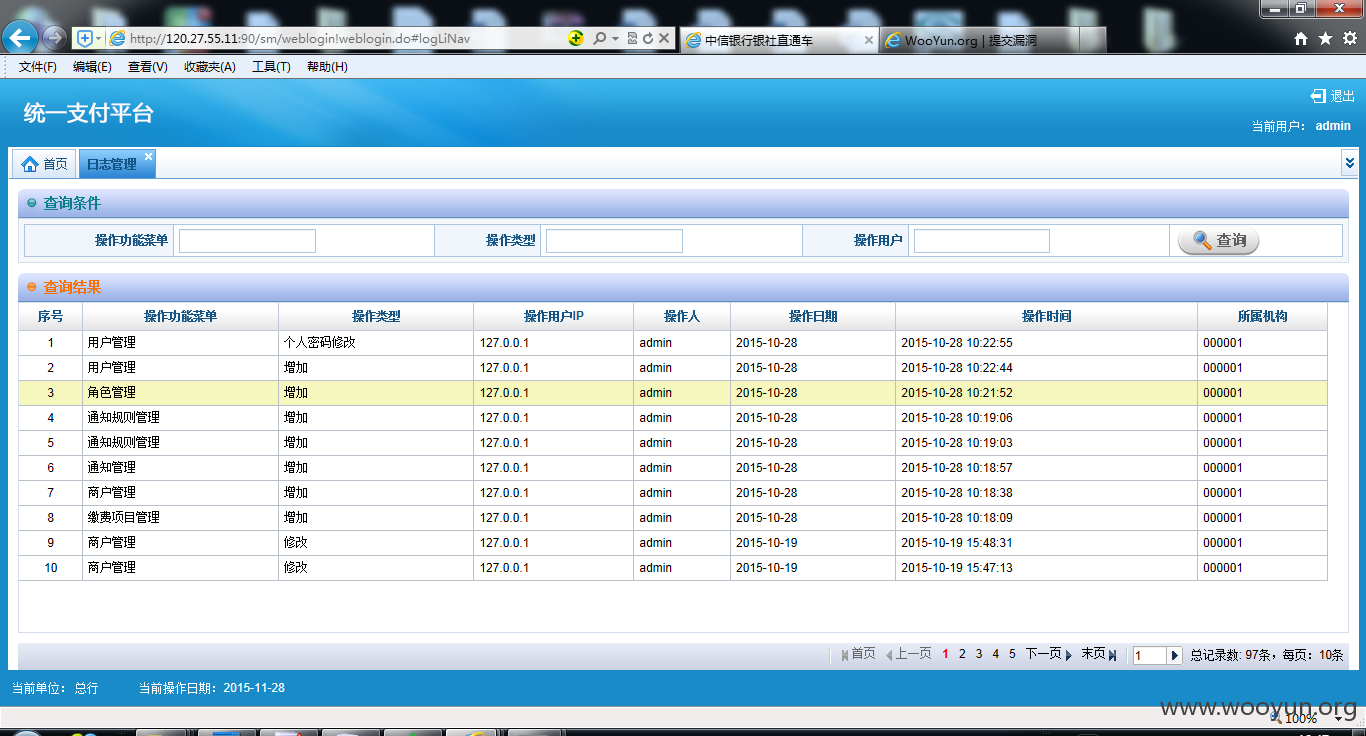 http://120.27.55.11:90/sm/weblogin!weblogin.do#logLiNav
中信银行银社直通车
WooYun.org | 提交漏洞
文件(F) 编辑(E) 查看(V) 收藏夹(A) 工具(T) 帮助(H)
统一支付平台
退出
当前用户： admin
首页 日志管理
查询条件
操作功能菜单 操作类型 操作用户 查询
查询结果
序号 操作功能菜单 操作类型 操作用户IP 操作人 操作日期 操作时间 所属机构
1 用户管理 个人密码修改 127.0.0.1 admin 2015-10-28 2015-10-28 10:22:55 000001
2 用户管理 增加 127.0.0.1 admin 2015-10-28 2015-10-28 10:22:44 000001
3 角色管理 增加 127.0.0.1 admin 2015-10-28 2015-10-28 10:21:52 000001
4 通知规则管理 增加 127.0.0.1 admin 2015-10-28 2015-10-28 10:19:06 000001
5 通知规则管理 增加 127.0.0.1 admin 2015-10-28 2015-10-28 10:19:03 000001
6 通知管理 增加 127.0.0.1 admin 2015-10-28 2015-10-28 10:18:57 000001
7 商户管理 增加 127.0.0.1 admin 2015-10-28 2015-10-28 10:18:38 000001
8 缴费项目管理 增加 127.0.0.1 admin 2015-10-28 2015-10-28 10:18:09 000001
9 商户管理 修改 127.0.0.1 admin 2015-10-19 2015-10-19 15:48:31 000001
10 商户管理 修改 127.0.0.1 admin 2015-10-19 2015-10-19 15:47:13 000001
首页 上一页 1 2 3 4 5 下一页 末页 1 总记录数: 97条，每页：10条
当前单位： 总行 当前操作日期：2015-11-28
www.wooyun.org
100%